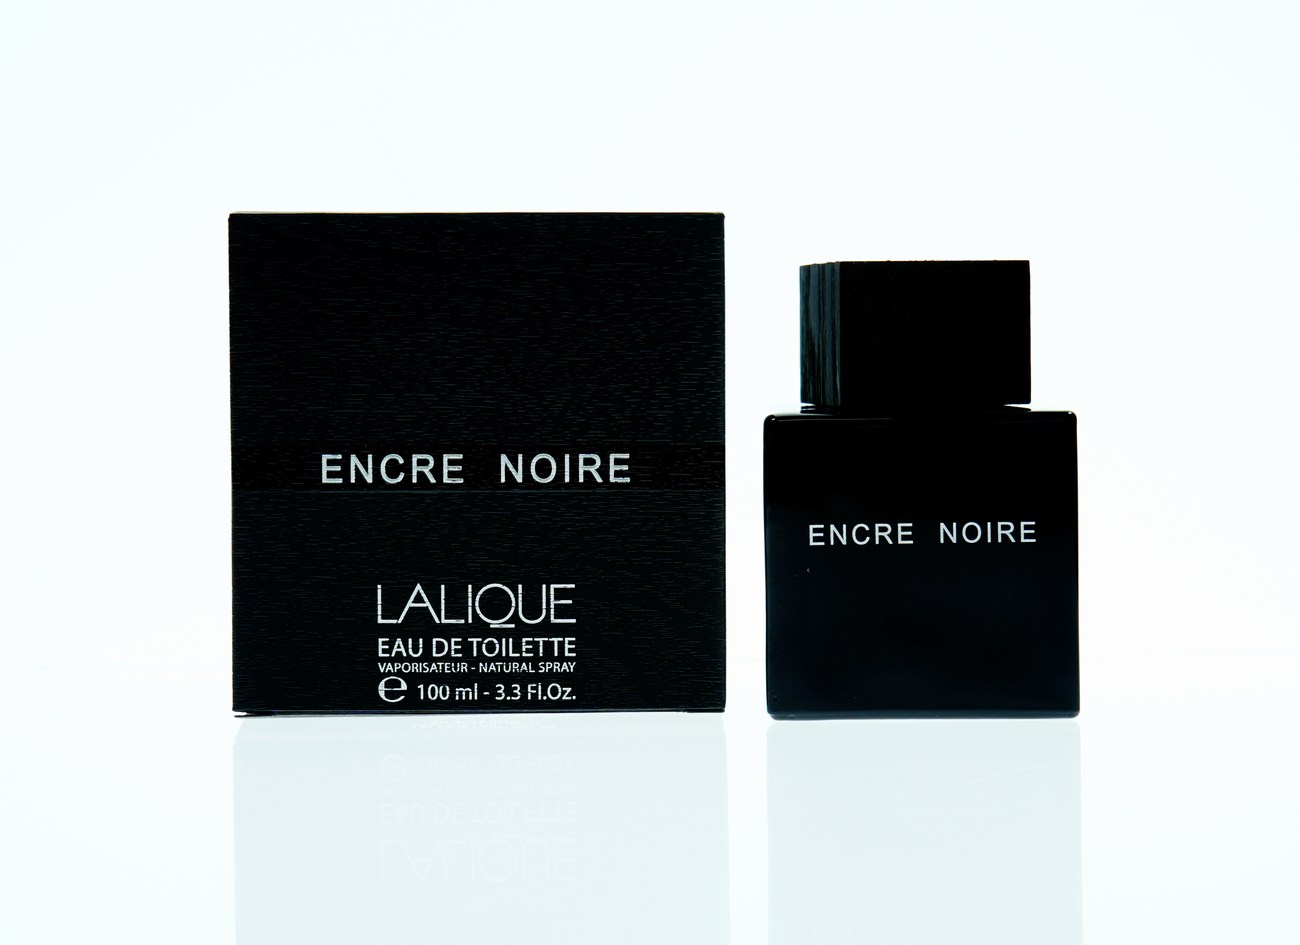 ENCRE NOIRE
LALIQUE
EAU DE TOILETTE
VAPORISATEUR - NATURAL SPRAY
℮ 100 ml - 3.3 Fl.Oz.
ENCRE NOIRE